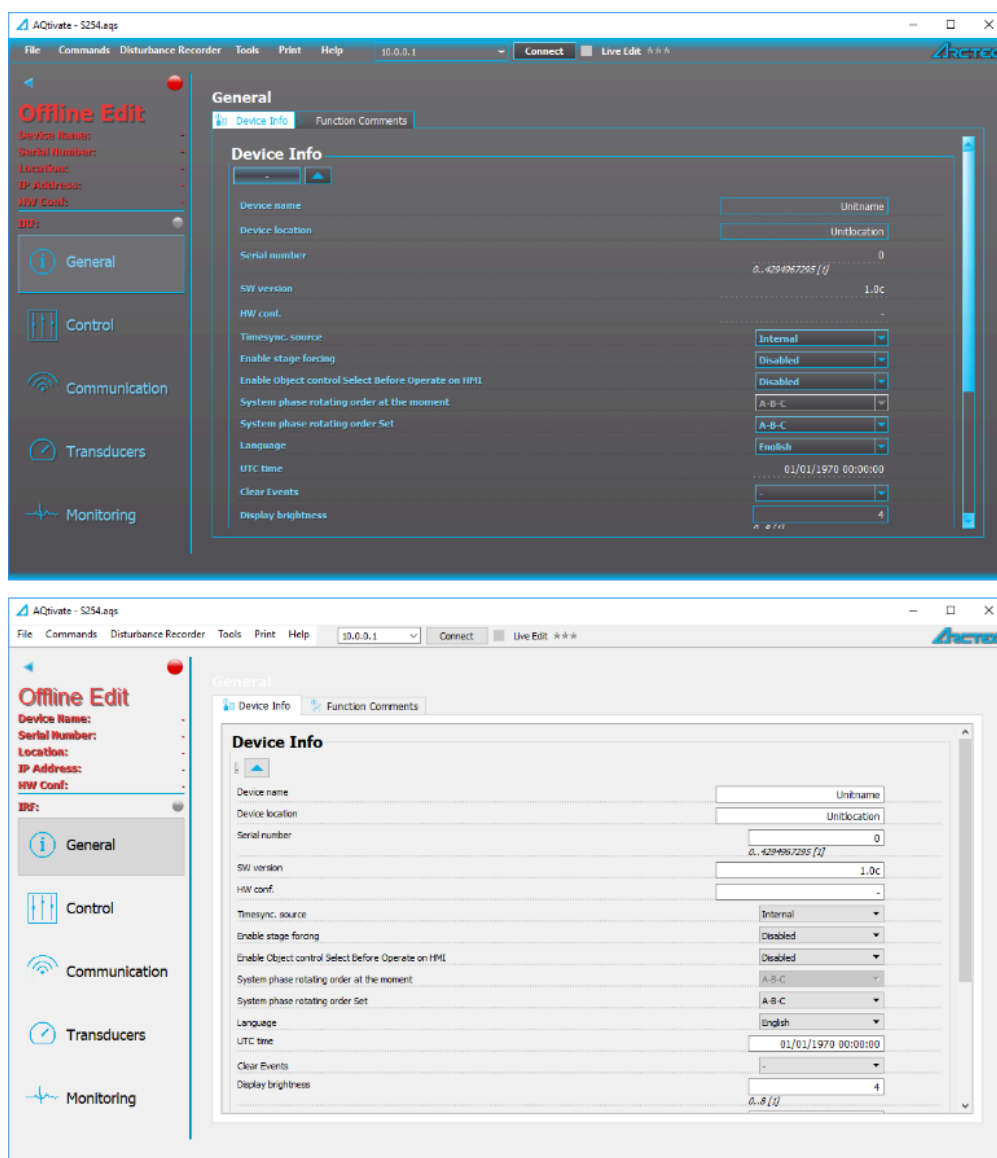 AQtivate - S254.aqs
File Commands Disturbance Recorder Tools Print Help 10.0.0.1 Connect Live Edit ★★★
ARCTEQ
Offline Edit
Device Name: -
Serial Number: -
Location: -
IP Address: -
HW Conf: -
IRF:
General
Control
Communication
Transducers
Monitoring
General
Device Info Function Comments
Device Info
-
Device name Unitname
Device location Unitlocation
Serial number 0
0..4294967295 [1]
SW version 1.0c
HW conf. -
Timesync. source Internal
Enable stage forcing Disabled
Enable Object control Select Before Operate on HMI Disabled
System phase rotating order at the moment A-B-C
System phase rotating order Set A-B-C
Language English
UTC time 01/01/1970 00:00:00
Clear Events -
Display brightness 4
0..8 [1]
AQtivate - S254.aqs
File Commands Disturbance Recorder Tools Print Help 10.0.0.1 Connect Live Edit ★★★
ARCTEQ
Offline Edit
Device Name: -
Serial Number: -
Location: -
IP Address: -
HW Conf: -
IRF:
General
Control
Communication
Transducers
Monitoring
General
Device Info Function Comments
Device Info
Device name Unitname
Device location Unitlocation
Serial number 0
0..4294967295 [1]
SW version 1.0c
HW conf. -
Timesync. source Internal
Enable stage forcing Disabled
Enable Object control Select Before Operate on HMI Disabled
System phase rotating order at the moment A-B-C
System phase rotating order Set A-B-C
Language English
UTC time 01/01/1970 00:00:00
Clear Events -
Display brightness 4
0..8 [1]